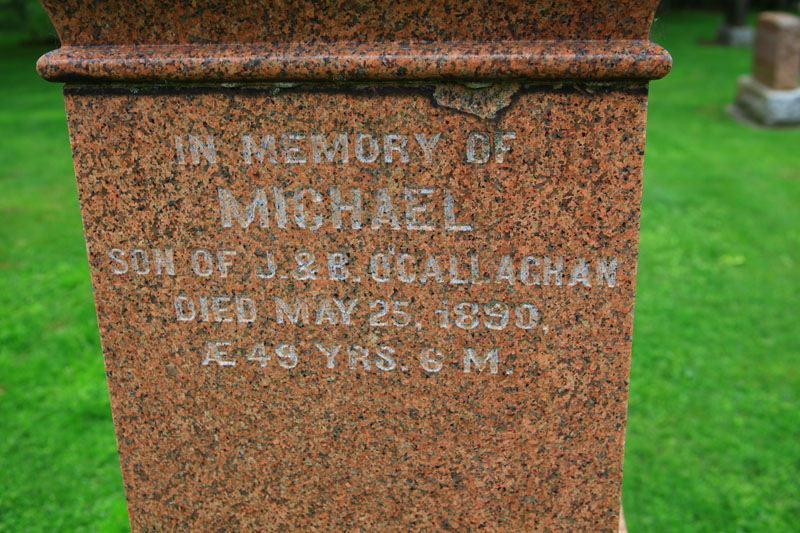 IN MEMORY OF
MICHAEL
SON OF J. & B. O'CALLAGHAN
DIED MAY 25, 1890,
Æ 49 YRS. 6 M.